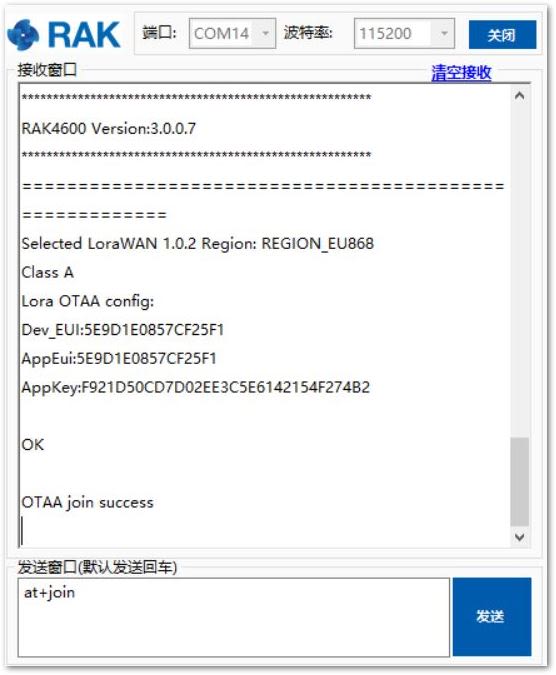 RAK 端口: COM14 波特率: 115200 关闭
接收窗口 清空接收
********************************************************
RAK4600 Version:3.0.0.7
********************************************************
===========================================
=============
Selected LoraWAN 1.0.2 Region: REGION_EU868
Class A
Lora OTAA config:
Dev_EUI:5E9D1E0857CF25F1
AppEui:5E9D1E0857CF25F1
AppKey:F921D50CD7D02EE3C5E6142154F274B2
OK
OTAA join success
发送窗口(默认发送回车)
at+join
发送